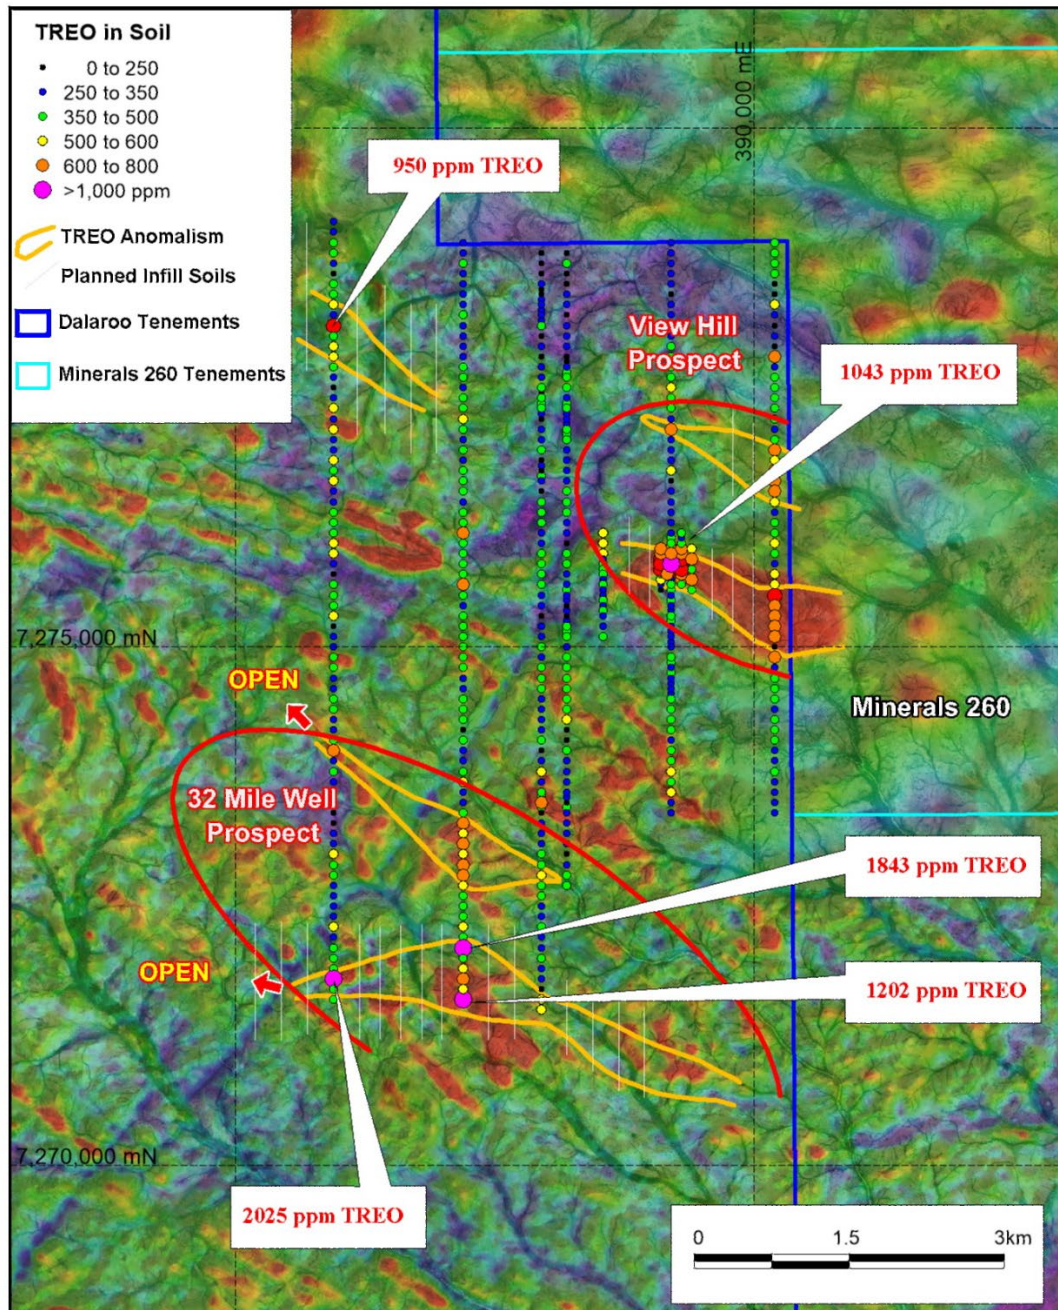 TREO in Soil
0 to 250
250 to 350
350 to 500
500 to 600
600 to 800
>1,000 ppm
TREO Anomalism
Planned Infill Soils
Dalaroo Tenements
Minerals 260 Tenements
390,000 mE
950 ppm TREO
View Hill
Prospect
1043 ppm TREO
7,275,000 mN
OPEN
Minerals 260
32 Mile Well
Prospect
1843 ppm TREO
OPEN
1202 ppm TREO
7,270,000 mN
2025 ppm TREO
0 1.5 3km